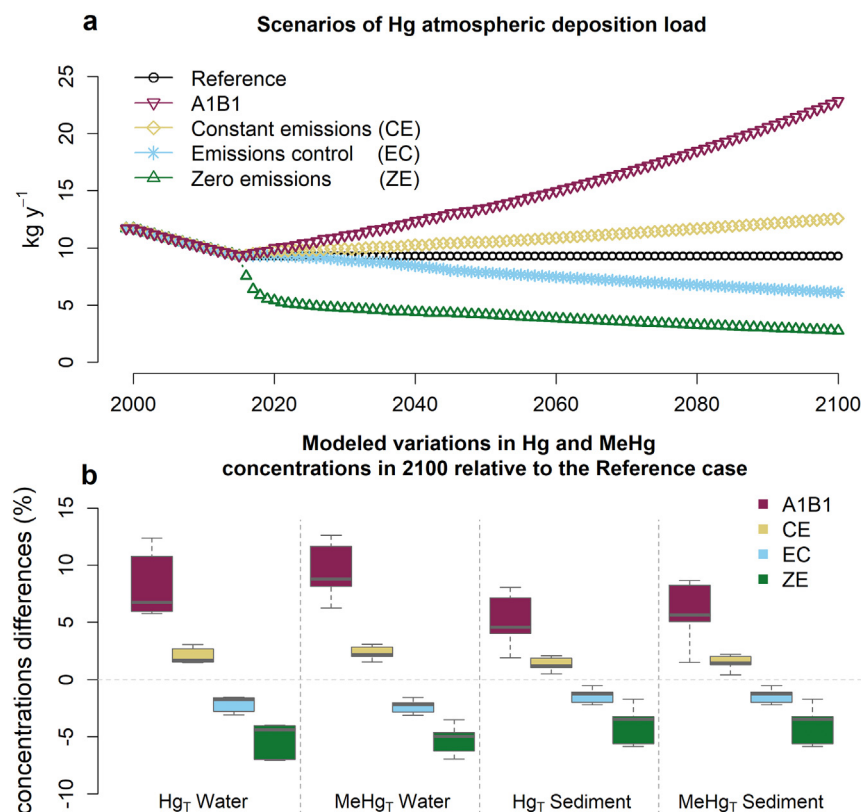 a
Scenarios of Hg atmospheric deposition load
Reference
A1B1
Constant emissions (CE)
Emissions control (EC)
Zero emissions (ZE)
kg y⁻¹
25
20
15
10
5
0
2000 2020 2040 2060 2080 2100
b
Modeled variations in Hg and MeHg
concentrations in 2100 relative to the Reference case
concentrations differences (%)
15
10
5
0
-5
-10
A1B1
CE
EC
ZE
Hg_T Water MeHg_T Water Hg_T Sediment MeHg_T Sediment